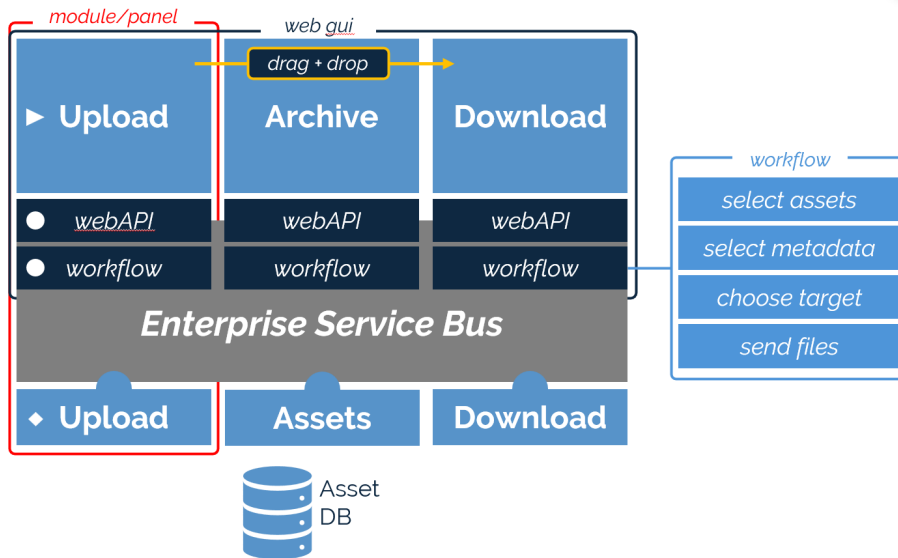 module/panel
web gui
drag + drop
Upload
Archive
Download
webAPI
webAPI
webAPI
workflow
workflow
workflow
Enterprise Service Bus
Upload
Assets
Download
Asset
DB
workflow
select assets
select metadata
choose target
send files